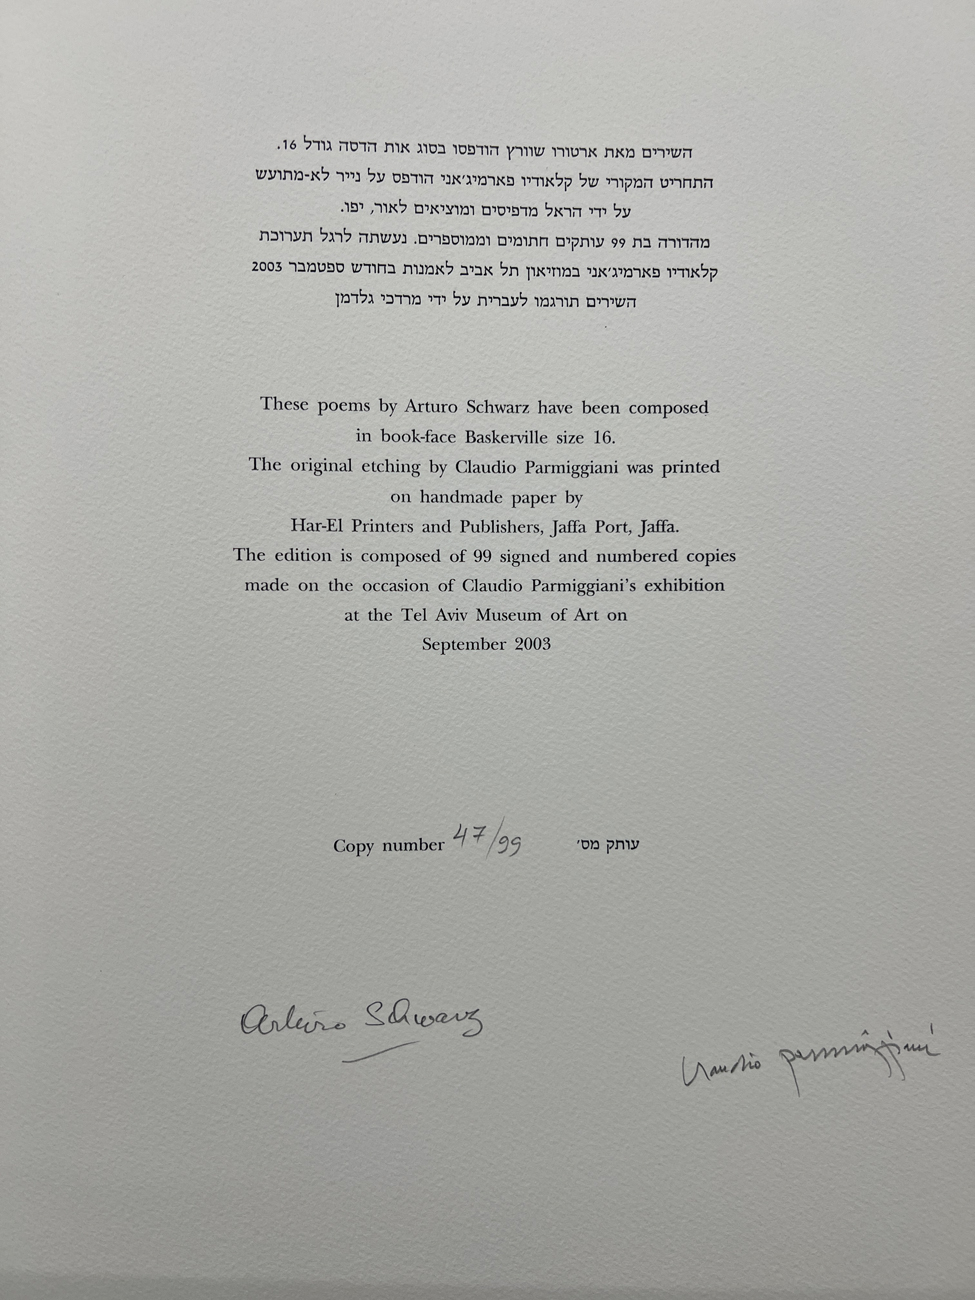 השירים מאת ארטורו שוורץ הודפסו בסוג אות הדסה גודל 16.
התחריט המקורי של קלאודיו פארמיג'אני הודפס על נייר לא-מתועש
על ידי הראל מדפיסים ומוציאים לאור, יפו.
מהדורה בת 99 עותקים חתומים וממוספרים. נעשתה לרגל תערוכת
קלאודיו פארמיג'אני במוזיאון תל אביב לאמנות בחודש ספטמבר 2003
השירים תורגמו לעברית על ידי מרדכי גלדמן
These poems by Arturo Schwarz have been composed
in book-face Baskerville size 16.
The original etching by Claudio Parmiggiani was printed
on handmade paper by
Har-El Printers and Publishers, Jaffa Port, Jaffa.
The edition is composed of 99 signed and numbered copies
made on the occasion of Claudio Parmiggiani's exhibition
at the Tel Aviv Museum of Art on
September 2003
Copy number 47/99 עותק מס'
Arturo Schwarz
Claudio Parmiggiani